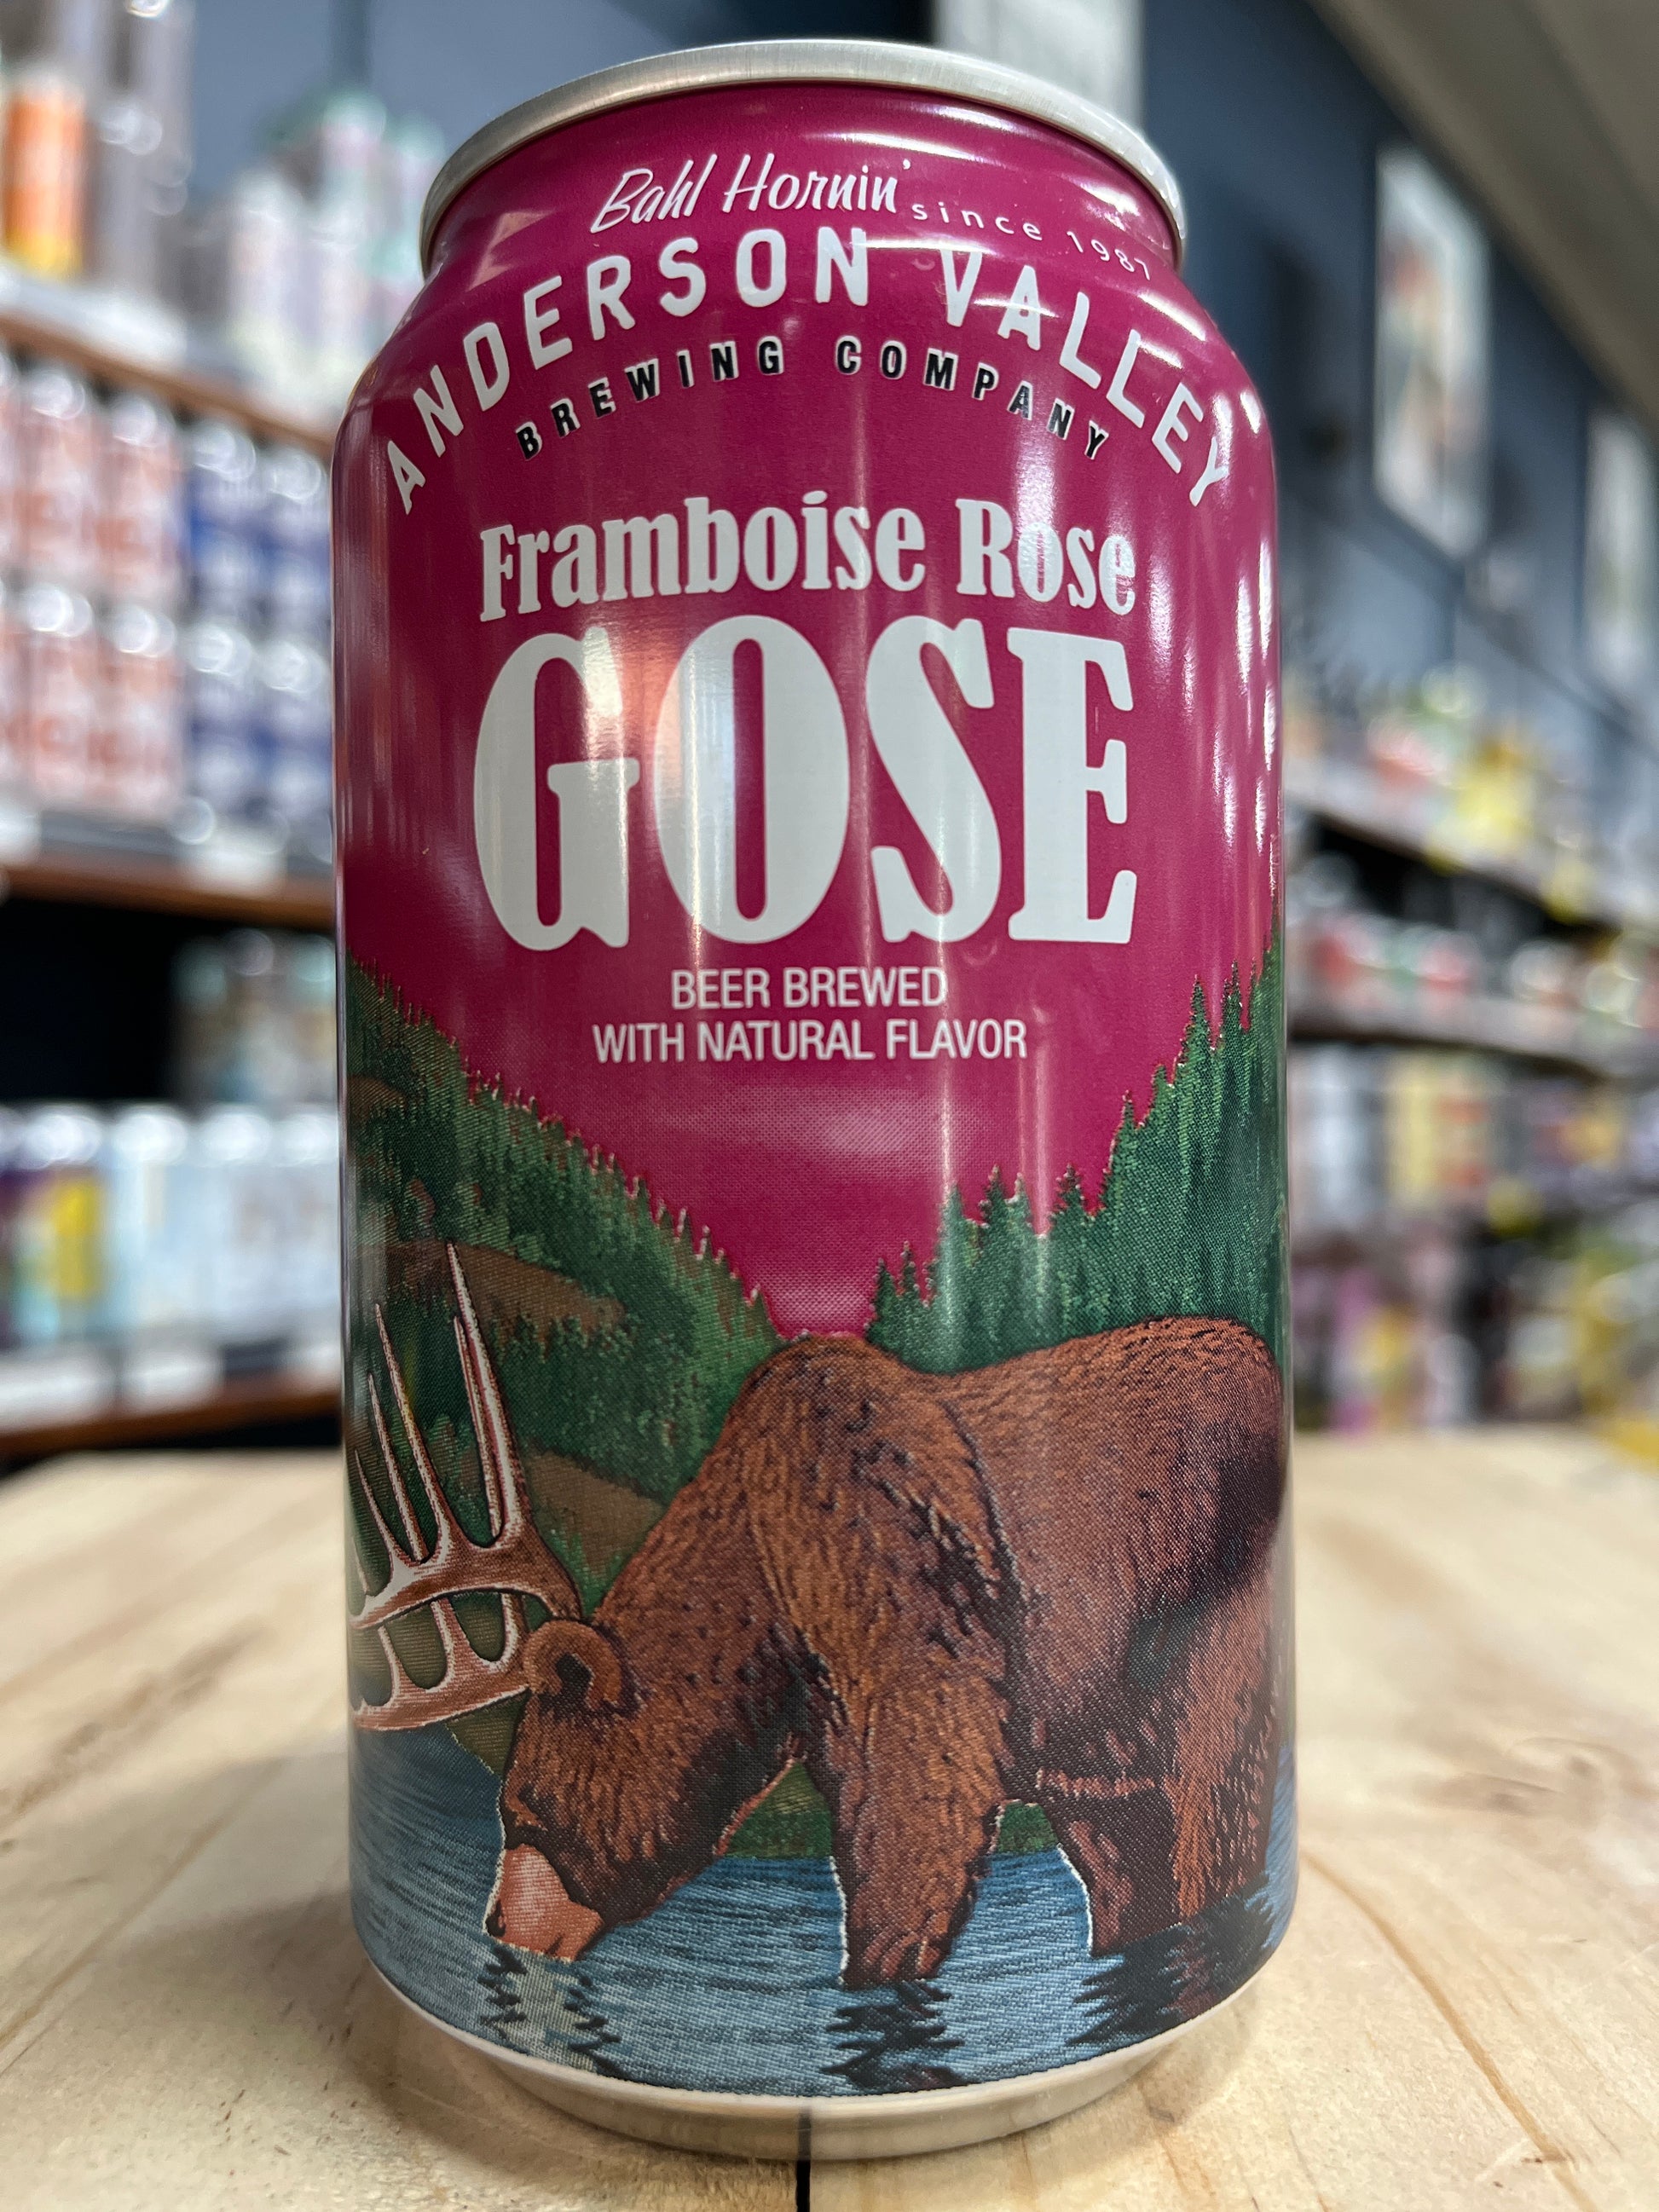 Bahl Hornin' since 1987
ANDERSON VALLEY
BREWING COMPANY
Framboise Rose
GOSE
BEER BREWED
WITH NATURAL FLAVOR